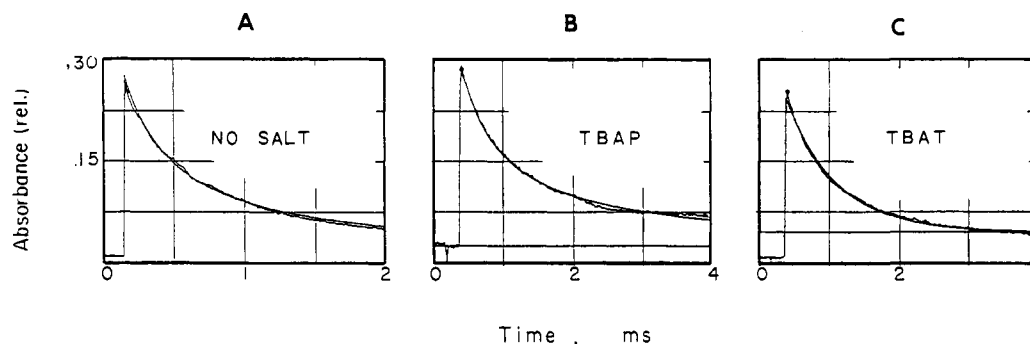 A B C
.30
.15
Absorbance (rel.)
NO SALT TBAP TBAT
0 1 2 0 2 4 0 2
Time , ms